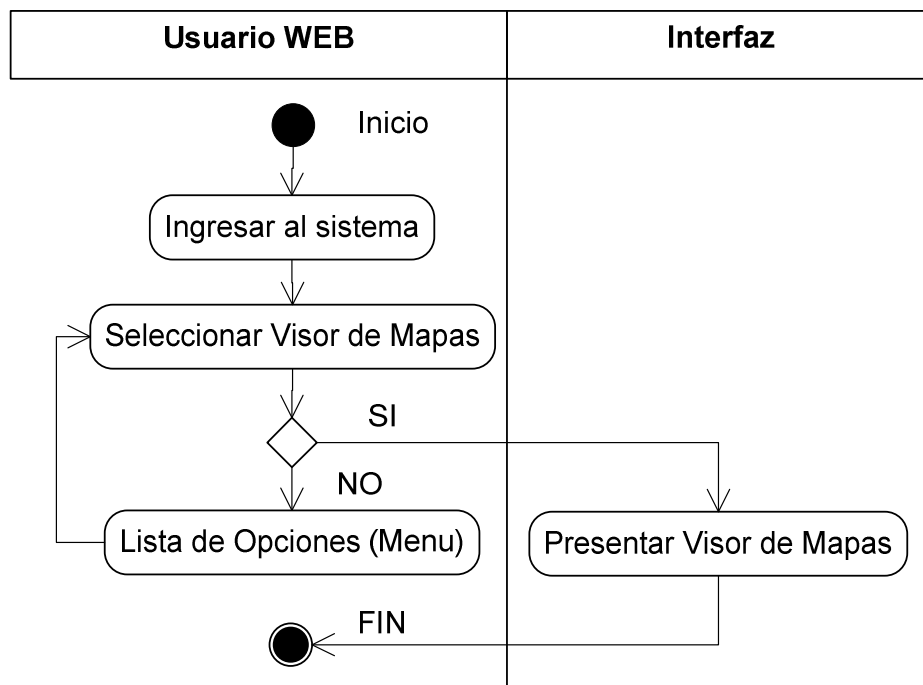 Usuario WEB
Interfaz
Inicio
Ingresar al sistema
Seleccionar Visor de Mapas
SI
NO
Lista de Opciones (Menu)
Presentar Visor de Mapas
FIN